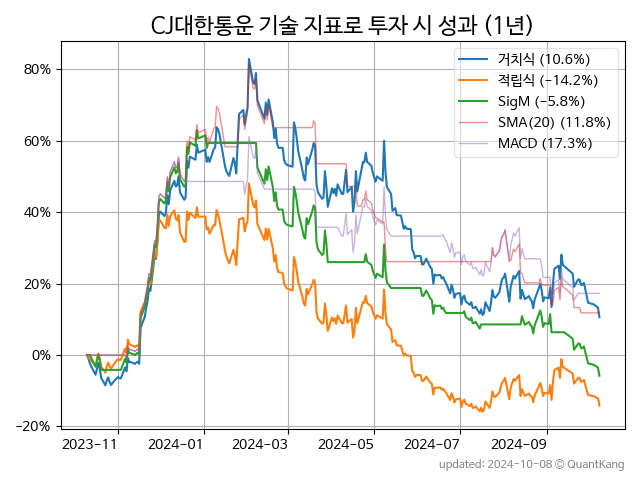 CJ대한통운 기술 지표로 투자 시 성과 (1년)
거치식 (10.6%)
적립식 (−14.2%)
SigM (−5.8%)
SMA(20) (11.8%)
MACD (17.3%)
80%
60%
40%
20%
0%
−20%
2023-11 2024-01 2024-03 2024-05 2024-07 2024-09
updated: 2024-10-08 © QuantKang